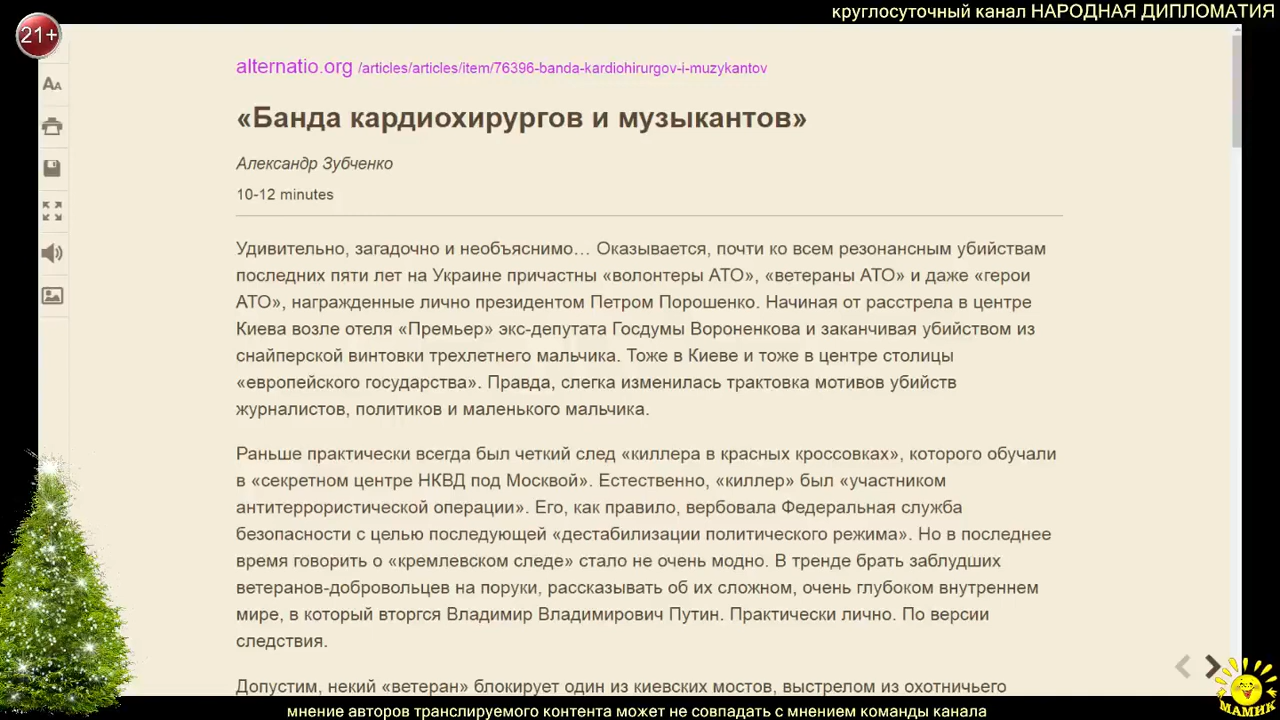 круглосуточный канал НАРОДНАЯ ДИПЛОМАТИЯ
21+
alternatio.org /articles/articles/item/76396-banda-kardiohirurgov-i-muzykantov
«Банда кардиохирургов и музыкантов»
Александр Зубченко
10-12 minutes
Удивительно, загадочно и необъяснимо… Оказывается, почти ко всем резонансным убийствам
последних пяти лет на Украине причастны «волонтеры АТО», «ветераны АТО» и даже «герои
АТО», награжденные лично президентом Петром Порошенко. Начиная от расстрела в центре
Киева возле отеля «Премьер» экс-депутата Госдумы Вороненкова и заканчивая убийством из
снайперской винтовки трехлетнего мальчика. Тоже в Киеве и тоже в центре столицы
«европейского государства». Правда, слегка изменилась трактовка мотивов убийств
журналистов, политиков и маленького мальчика.
Раньше практически всегда был четкий след «киллера в красных кроссовках», которого обучали
в «секретном центре НКВД под Москвой». Естественно, «киллер» был «участником
антитеррористической операции». Его, как правило, вербовала Федеральная служба
безопасности с целью последующей «дестабилизации политического режима». Но в последнее
время говорить о «кремлевском следе» стало не очень модно. В тренде брать заблудших
ветеранов-добровольцев на поруки, рассказывать об их сложном, очень глубоком внутреннем
мире, в который вторгся Владимир Владимирович Путин. Практически лично. По версии
следствия.
Допустим, некий «ветеран» блокирует один из киевских мостов, выстрелом из охотничьего
МАМИК
мнение авторов транслируемого контента может не совпадать с мнением команды канала